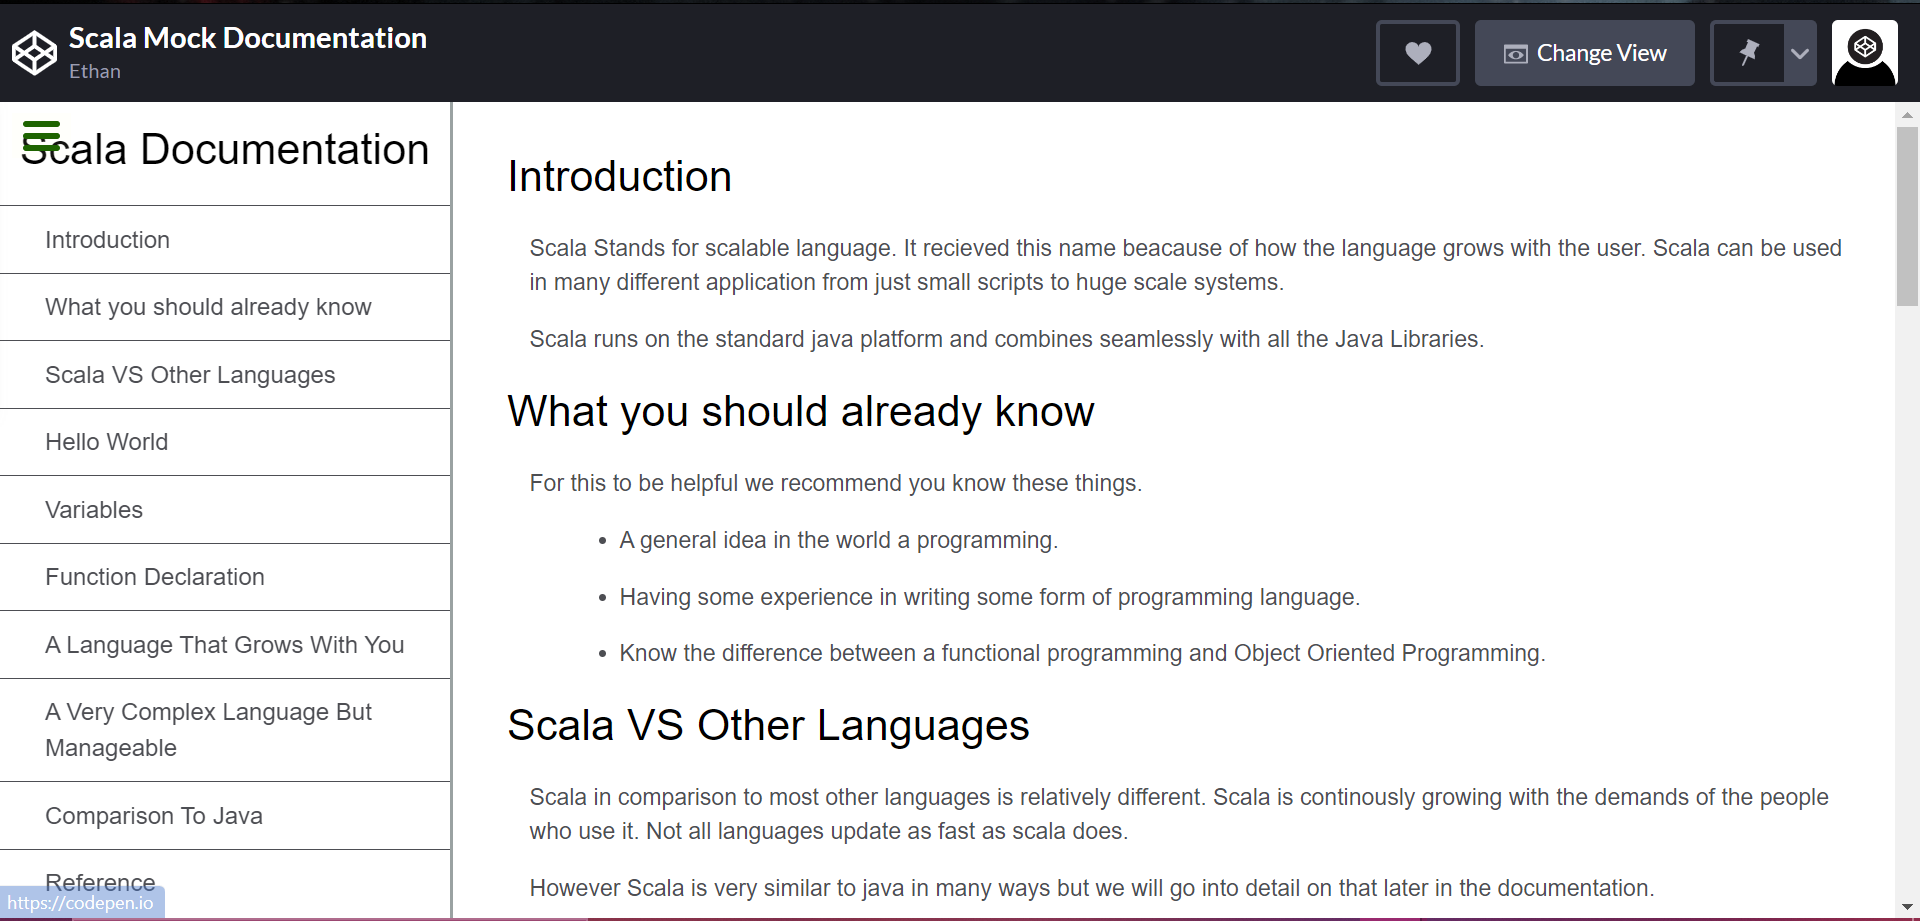 Scala Mock Documentation
Ethan
Change View
Scala Documentation
Introduction
What you should already know
Scala VS Other Languages
Hello World
Variables
Function Declaration
A Language That Grows With You
A Very Complex Language But
Manageable
Comparison To Java
Reference
https://codepen.io
Introduction
Scala Stands for scalable language. It recieved this name beacause of how the language grows with the user. Scala can be used
in many different application from just small scripts to huge scale systems.
Scala runs on the standard java platform and combines seamlessly with all the Java Libraries.
What you should already know
For this to be helpful we recommend you know these things.
• A general idea in the world a programming.
• Having some experience in writing some form of programming language.
• Know the difference between a functional programming and Object Oriented Programming.
Scala VS Other Languages
Scala in comparison to most other languages is relatively different. Scala is continously growing with the demands of the people
who use it. Not all languages update as fast as scala does.
However Scala is very similar to java in many ways but we will go into detail on that later in the documentation.